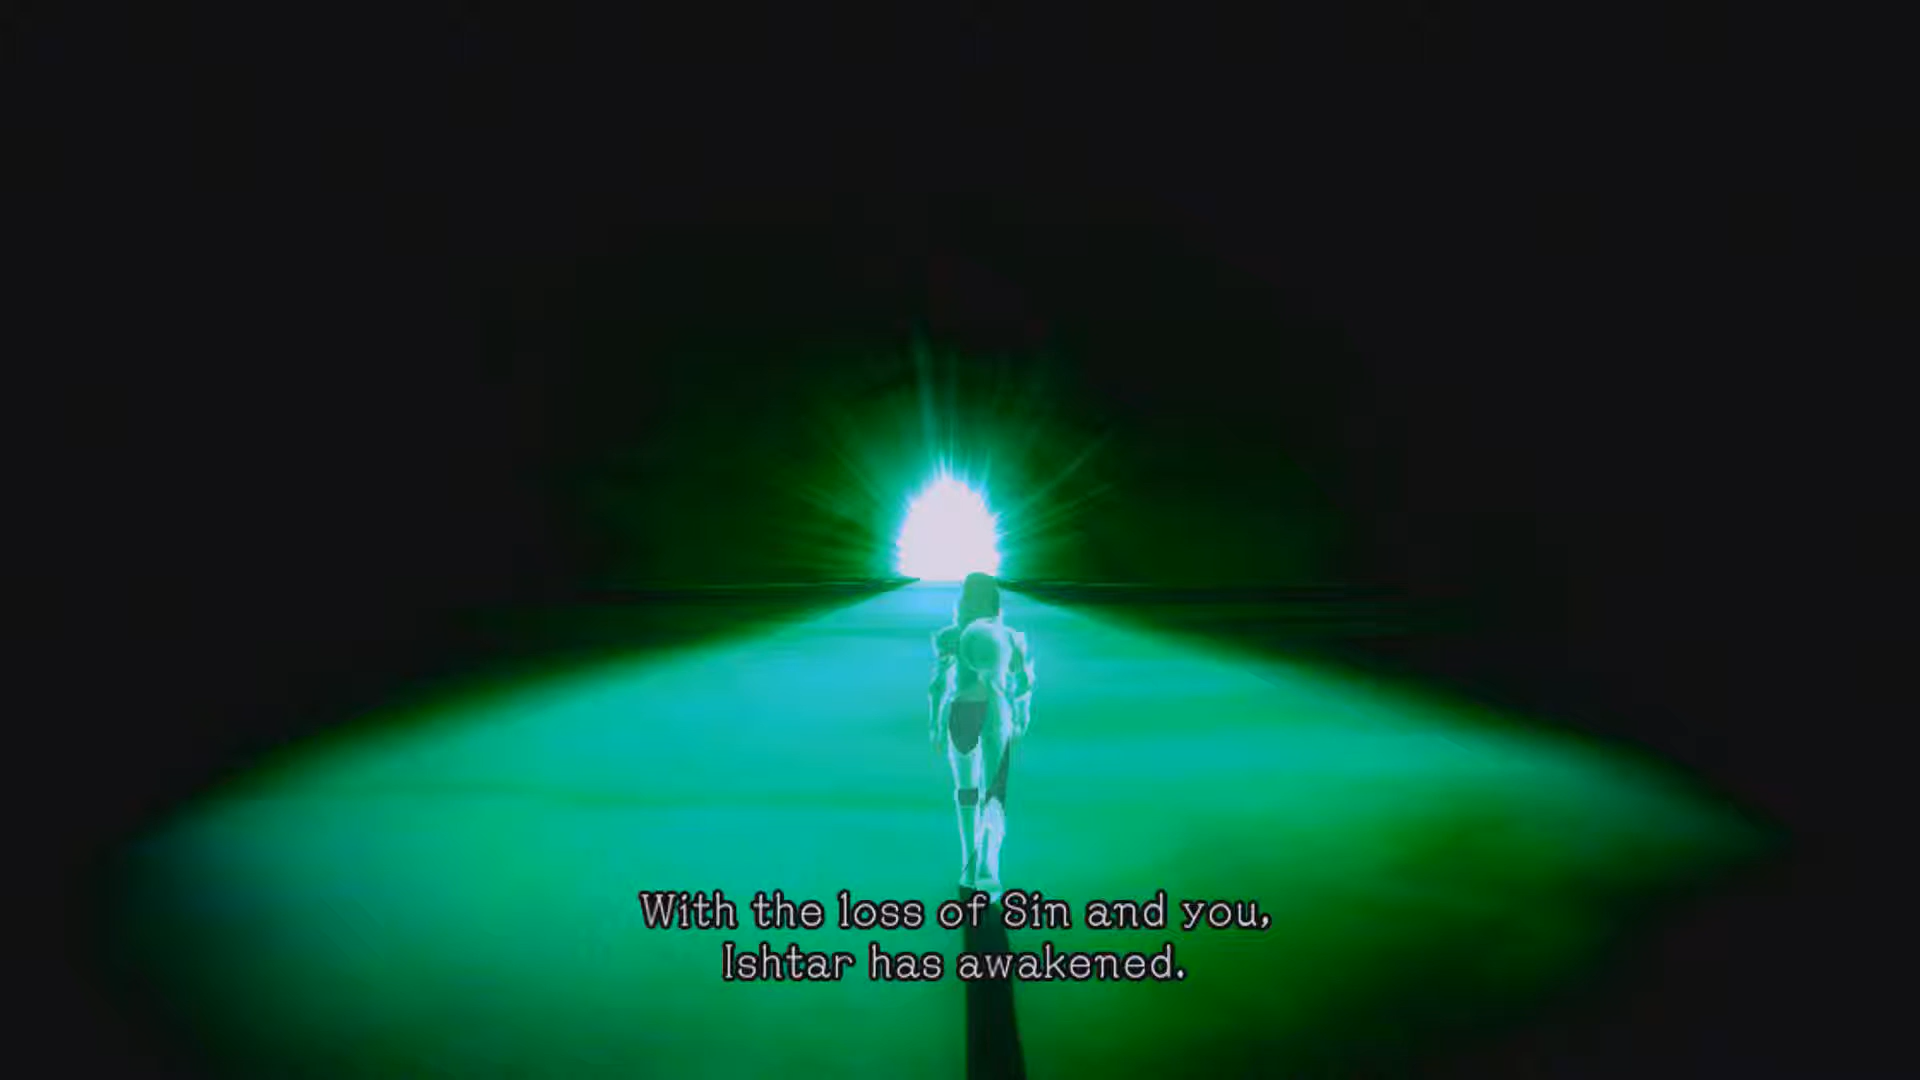 With the loss of Sin and you,
Ishtar has awakened.